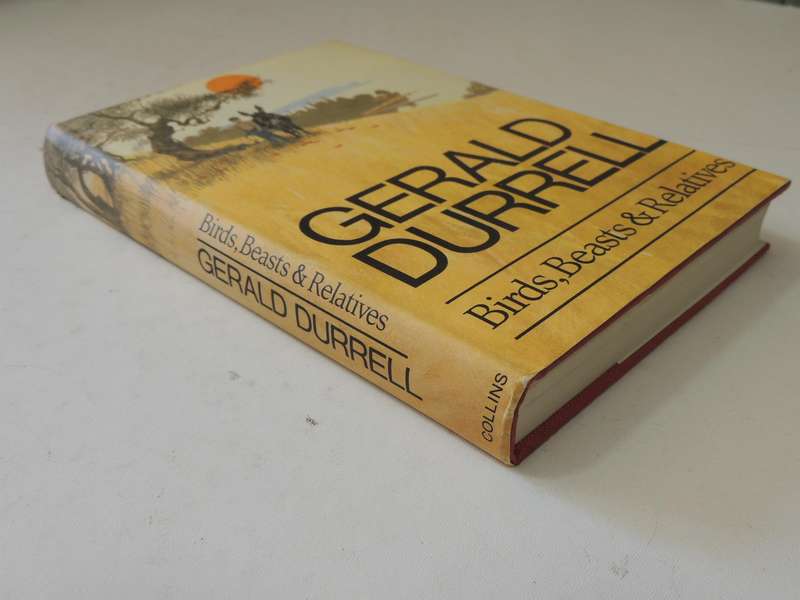 GERALD
DURRELL
Birds, Beasts & Relatives
Birds, Beasts & Relatives
GERALD DURRELL
COLLINS